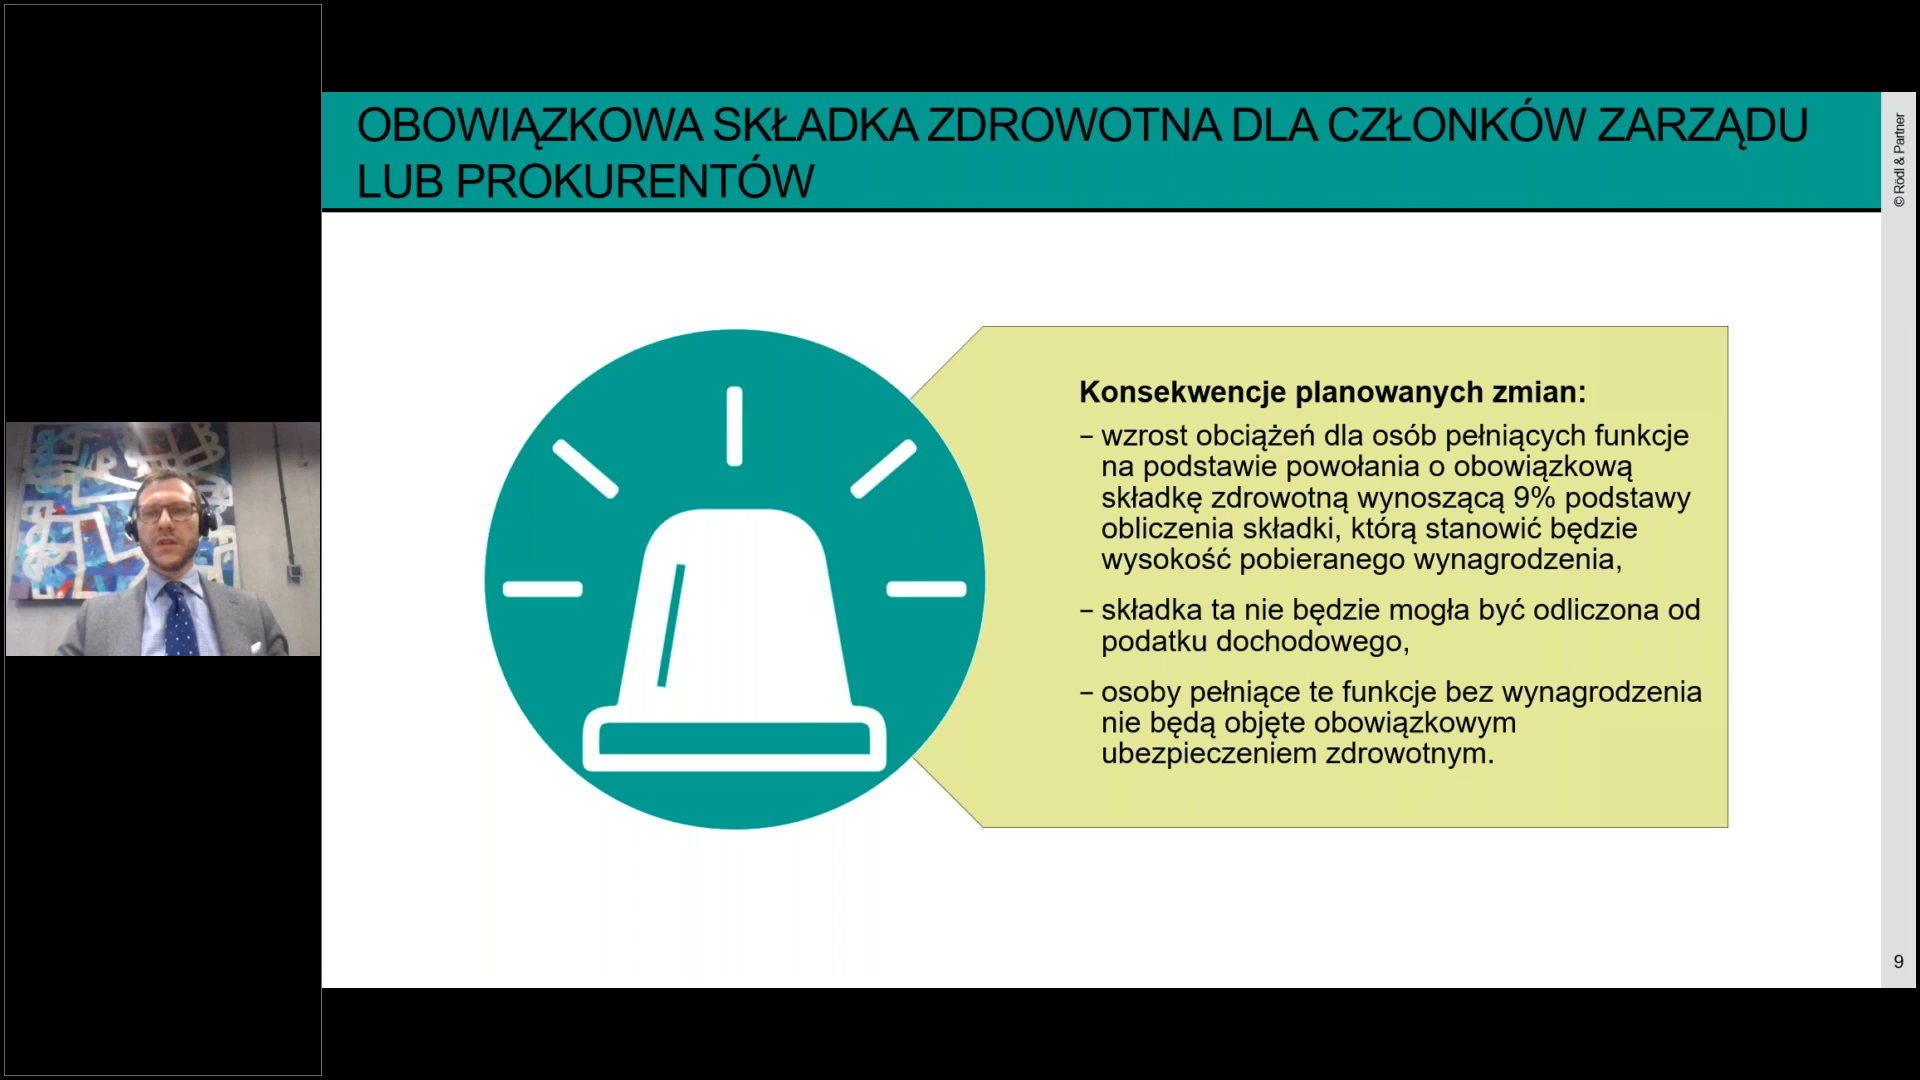 OBOWIĄZKOWA SKŁADKA ZDROWOTNA DLA CZŁONKÓW ZARZĄDU
LUB PROKURENTÓW
© Rödl & Partner
Konsekwencje planowanych zmian:
– wzrost obciążeń dla osób pełniących funkcje
na podstawie powołania o obowiązkową
składkę zdrowotną wynoszącą 9% podstawy
obliczenia składki, którą stanowić będzie
wysokość pobieranego wynagrodzenia,
– składka ta nie będzie mogła być odliczona od
podatku dochodowego,
– osoby pełniące te funkcje bez wynagrodzenia
nie będą objęte obowiązkowym
ubezpieczeniem zdrowotnym.
9